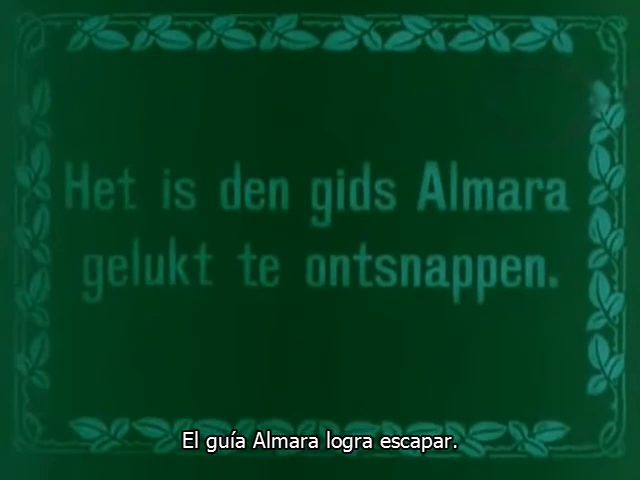 Het is den gids Almara
gelukt te ontsnappen.
El guía Almara logra escapar.